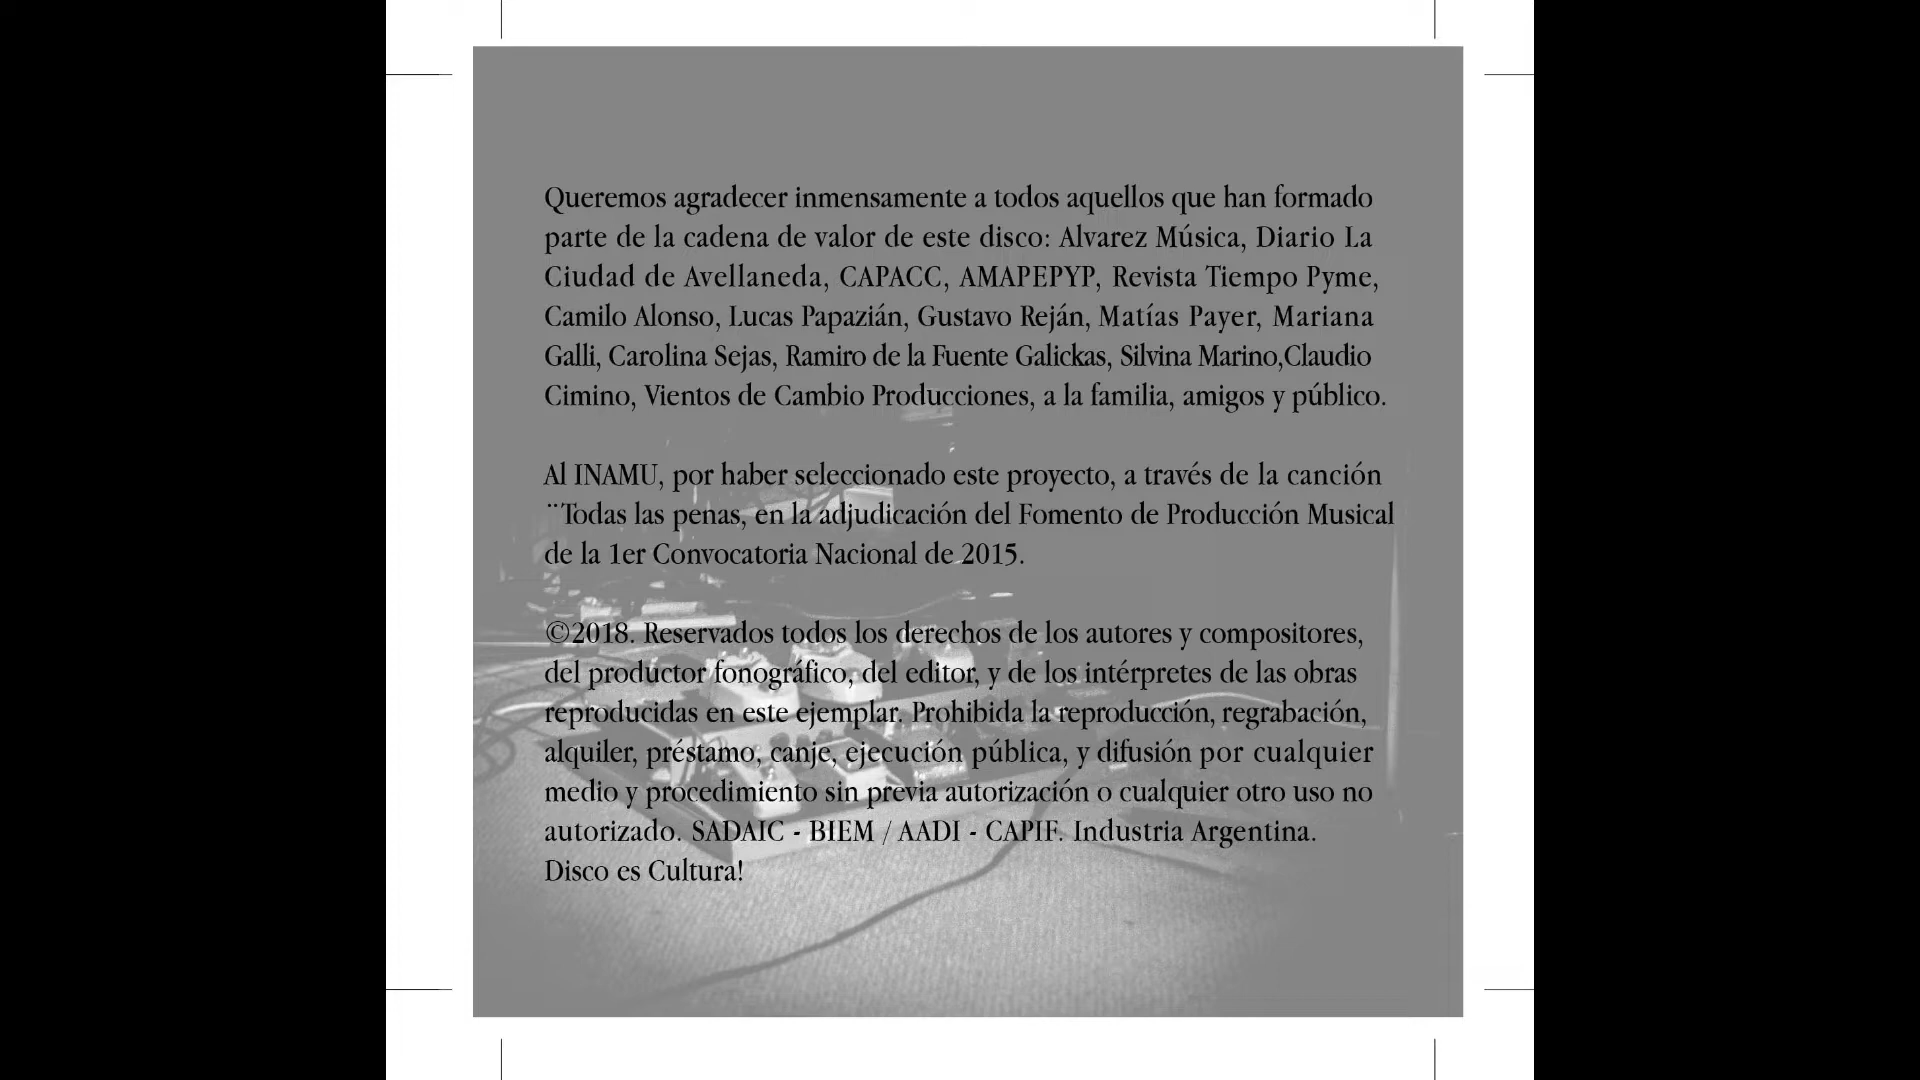 Queremos agradecer inmensamente a todos aquellos que han formado
parte de la cadena de valor de este disco: Alvarez Música, Diario La
Ciudad de Avellaneda, CAPACC, AMAPEPYP, Revista Tiempo Pyme,
Camilo Alonso, Lucas Papazián, Gustavo Reján, Matías Payer, Mariana
Galli, Carolina Sejas, Ramiro de la Fuente Galickas, Silvina Marino,Claudio
Cimino, Vientos de Cambio Producciones, a la familia, amigos y público.
Al INAMU, por haber seleccionado este proyecto, a través de la canción
¨Todas las penas, en la adjudicación del Fomento de Producción Musical
de la 1er Convocatoria Nacional de 2015.
©2018. Reservados todos los derechos de los autores y compositores,
del productor fonográfico, del editor, y de los intérpretes de las obras
reproducidas en este ejemplar. Prohibida la reproducción, regrabación,
alquiler, préstamo, canje, ejecución pública, y difusión por cualquier
medio y procedimiento sin previa autorización o cualquier otro uso no
autorizado. SADAIC - BIEM / AADI - CAPIF. Industria Argentina.
Disco es Cultura!